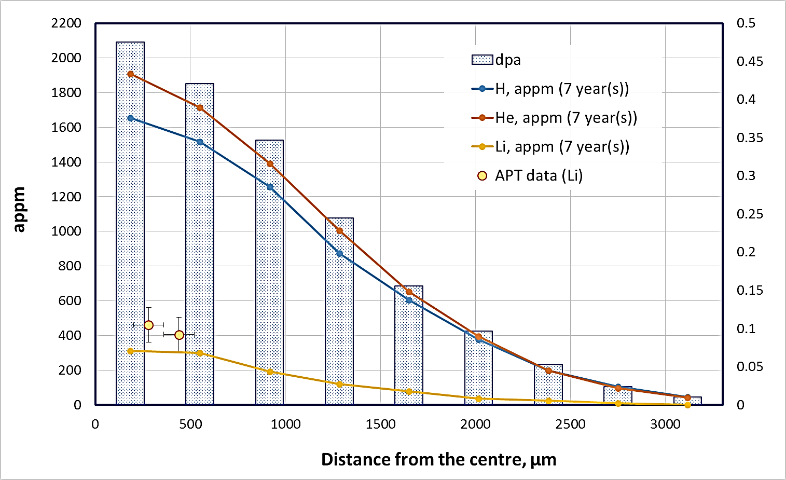 2200
2000
1800
1600
1400
1200
1000
800
600
400
200
0
appm
0.5
0.45
0.4
0.35
0.3
0.25
0.2
0.15
0.1
0.05
0
dpa
H, appm (7 year(s))
He, appm (7 year(s))
Li, appm (7 year(s))
APT data (Li)
0 500 1000 1500 2000 2500 3000
Distance from the centre, µm